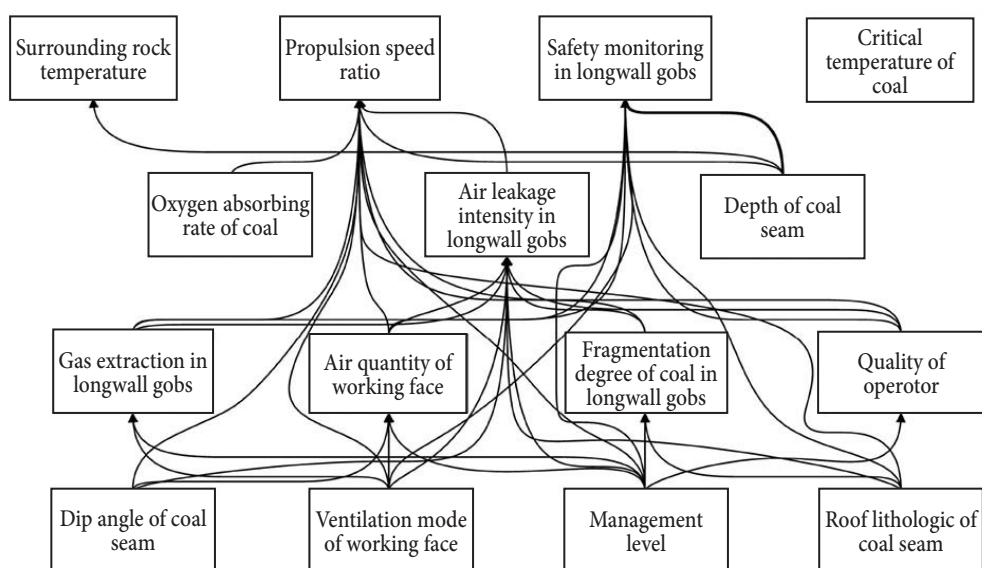 Surrounding rock
temperature
Propulsion speed
ratio
Safety monitoring
in longwall gobs
Critical
temperature of
coal
Oxygen absorbing
rate of coal
Air leakage
intensity in
longwall gobs
Depth of coal
seam
Gas extraction in
longwall gobs
Air quantity of
working face
Fragmentation
degree of coal in
longwall gobs
Quality of
operotor
Dip angle of coal
seam
Ventilation mode
of working face
Management
level
Roof lithologic of
coal seam